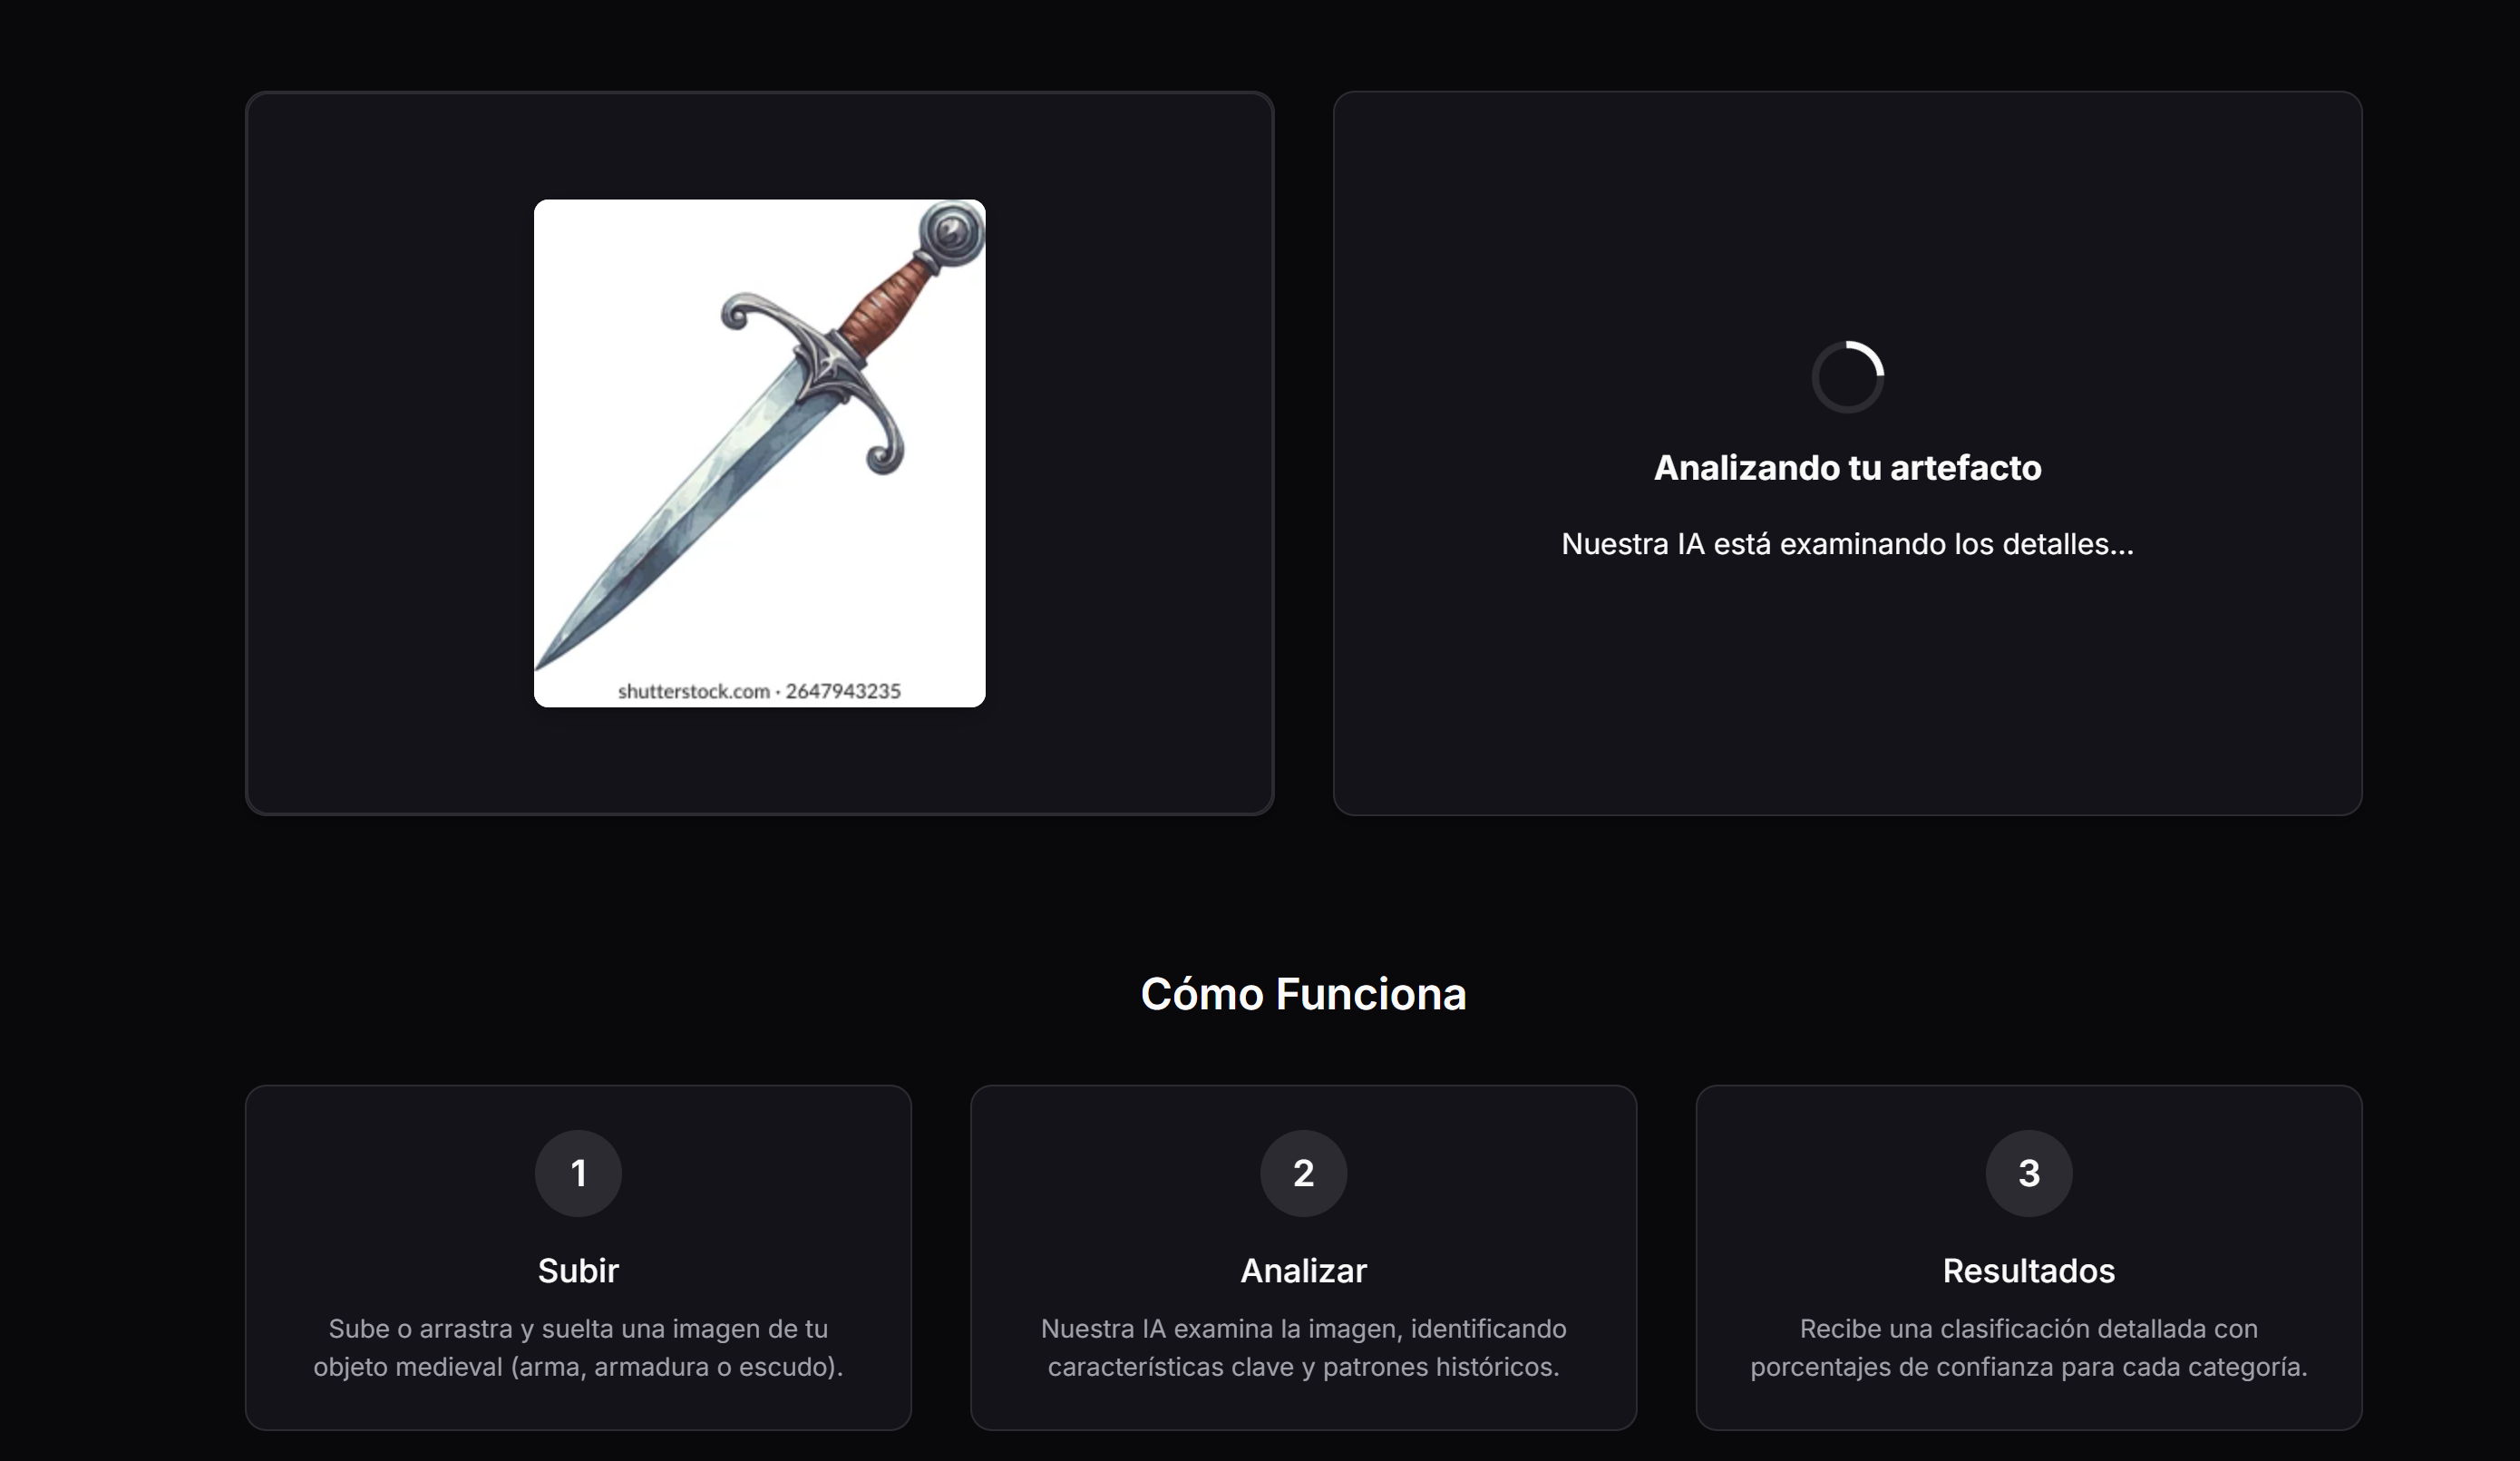 shutterstock.com · 2647943235
Analizando tu artefacto
Nuestra IA está examinando los detalles...
Cómo Funciona
1
Subir
Sube o arrastra y suelta una imagen de tu
objeto medieval (arma, armadura o escudo).
2
Analizar
Nuestra IA examina la imagen, identificando
características clave y patrones históricos.
3
Resultados
Recibe una clasificación detallada con
porcentajes de confianza para cada categoría.